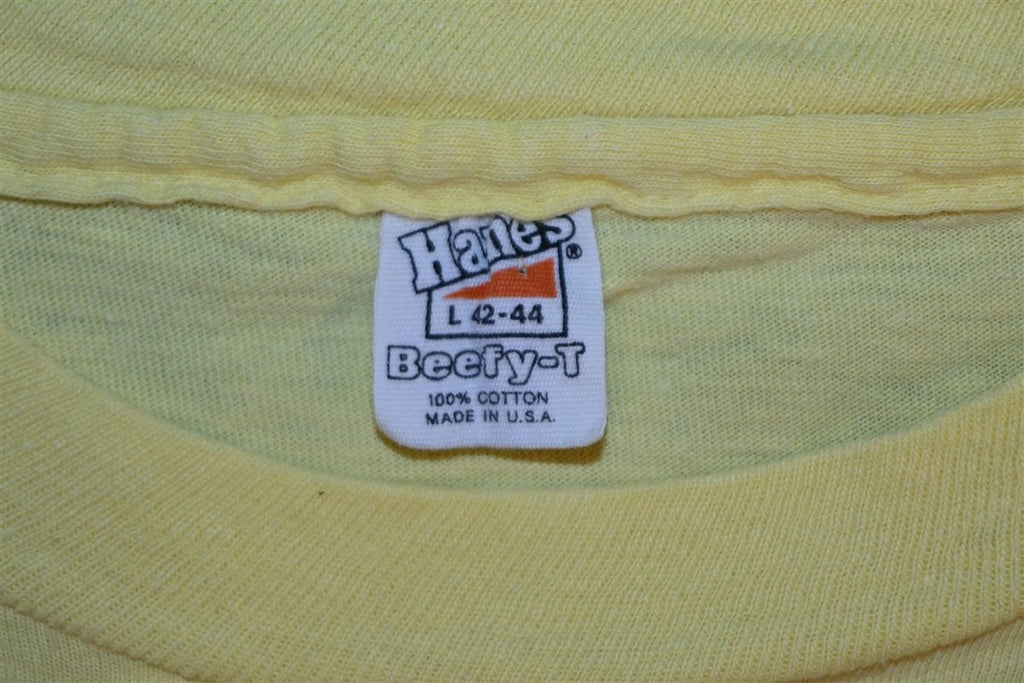 Hanes®
L 42-44
Beefy-T
100% COTTON
MADE IN U.S.A.